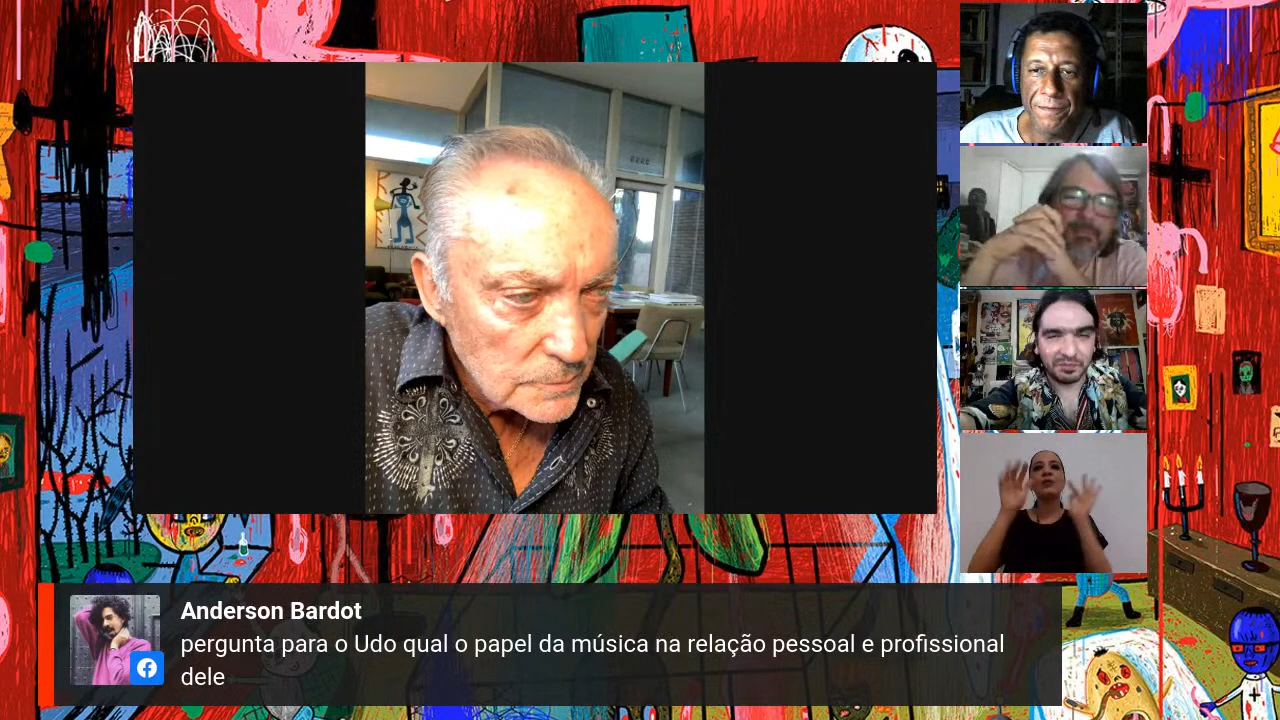 Anderson Bardot
pergunta para o Udo qual o papel da música na relação pessoal e profissional
dele